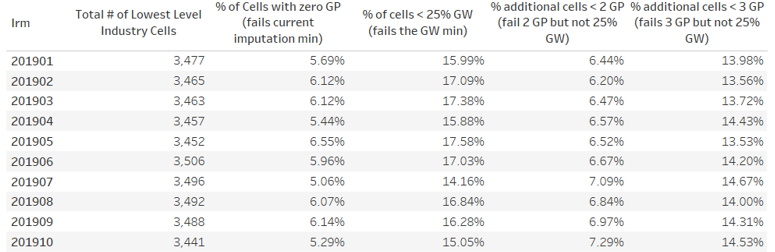 Irm Total # of Lowest Level Industry Cells % of Cells with zero GP (fails current imputation min) % of cells < 25% GW (fails the GW min) % additional cells < 2 GP (fail 2 GP but not 25% GW) % additional cells < 3 GP (fails 3 GP but not 25% GW)
201901 3,477 5.69% 15.99% 6.44% 13.98%
201902 3,465 6.12% 17.09% 6.20% 13.56%
201903 3,463 6.12% 17.38% 6.47% 13.72%
201904 3,457 5.44% 15.88% 6.57% 14.43%
201905 3,452 6.55% 17.58% 6.52% 13.53%
201906 3,506 5.96% 17.03% 6.67% 14.20%
201907 3,496 5.06% 14.16% 7.09% 14.67%
201908 3,492 6.07% 16.84% 6.84% 14.00%
201909 3,488 6.14% 16.28% 6.97% 14.31%
201910 3,441 5.29% 15.05% 7.29% 14.53%